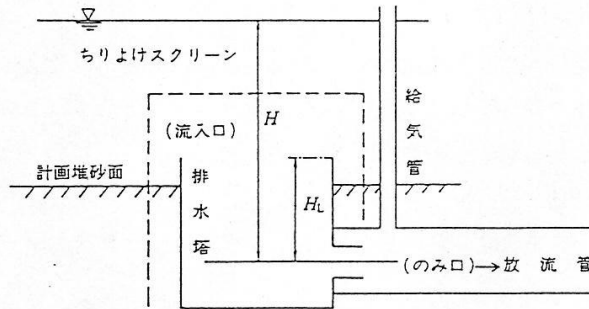 ちりよけスクリーン
(流入口)
H
給気管
計画堆砂面
排水塔
H_L
(のみ口)→放流管